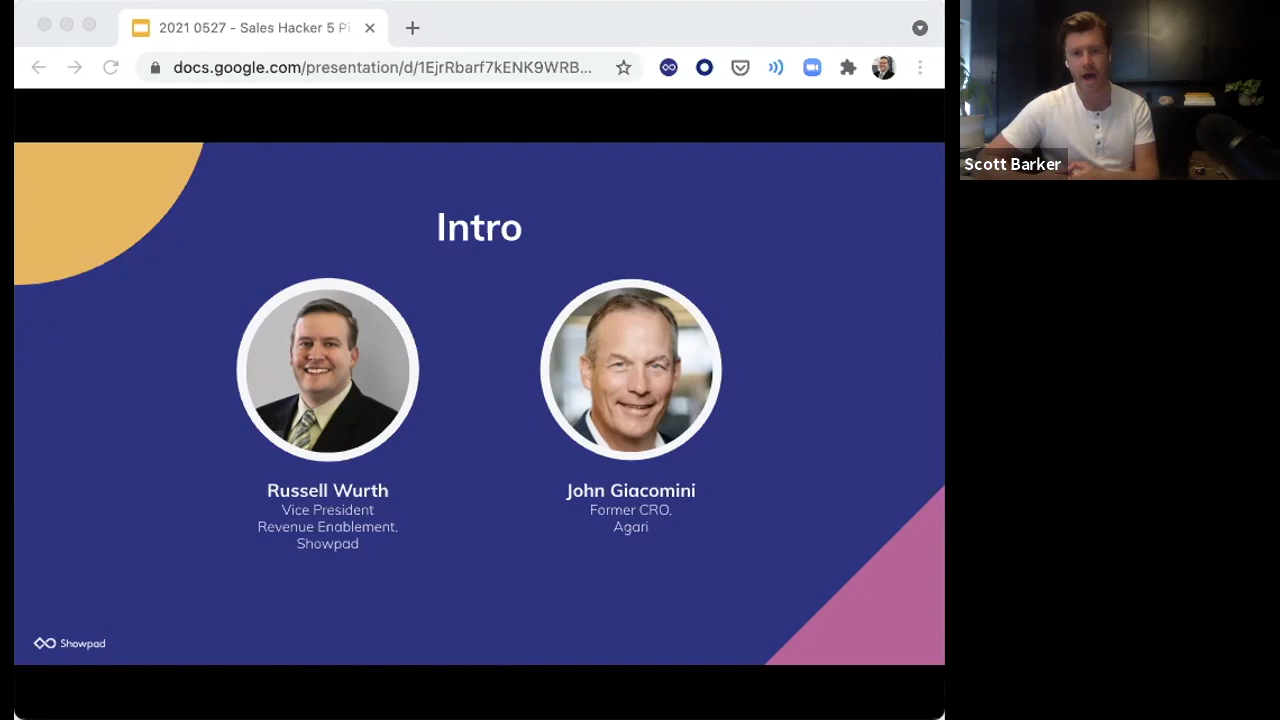 2021 0527 - Sales Hacker 5 Pi
docs.google.com/presentation/d/1EjrRbarf7kENK9WRB...
Scott Barker
Intro
Russell Wurth
Vice President
Revenue Enablement,
Showpad
John Giacomini
Former CRO,
Agari
Showpad